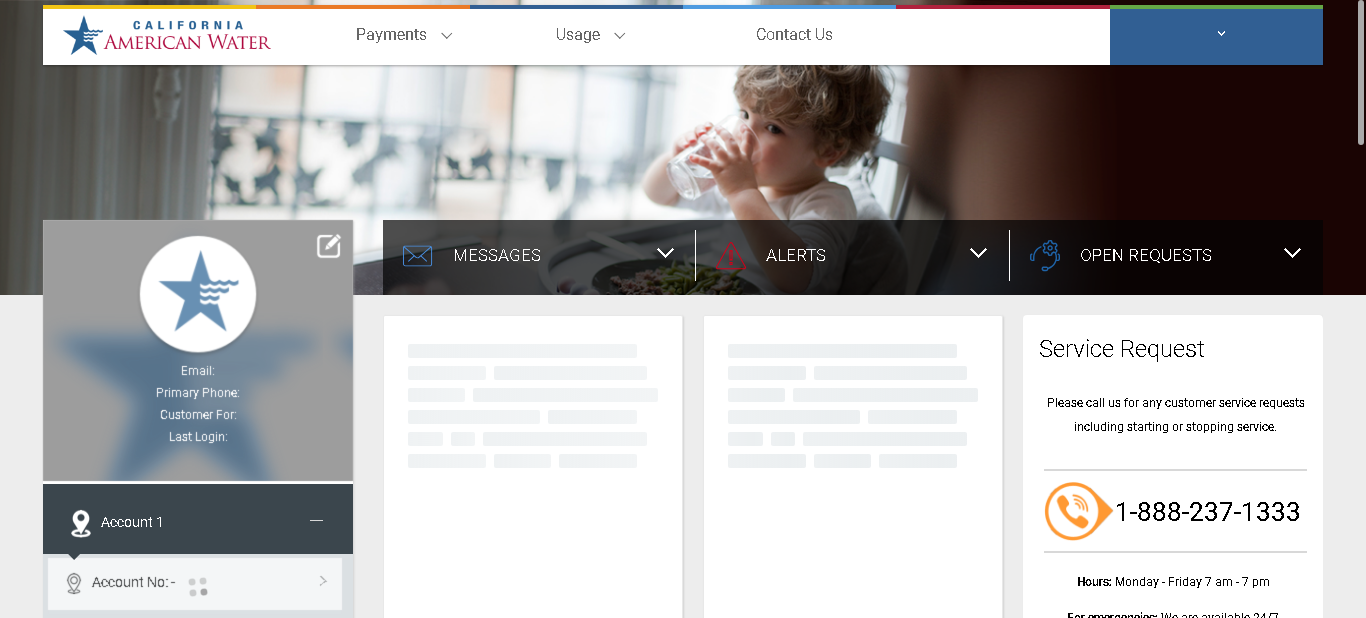 CALIFORNIA
AMERICAN WATER
Payments
Usage
Contact Us
MESSAGES
ALERTS
OPEN REQUESTS
Email:
Primary Phone:
Customer For:
Last Login:
Account 1
Account No:-
Service Request
Please call us for any customer service requests
including starting or stopping service.
1-888-237-1333
Hours: Monday - Friday 7 am - 7 pm
For emergencies: We are available 24/7